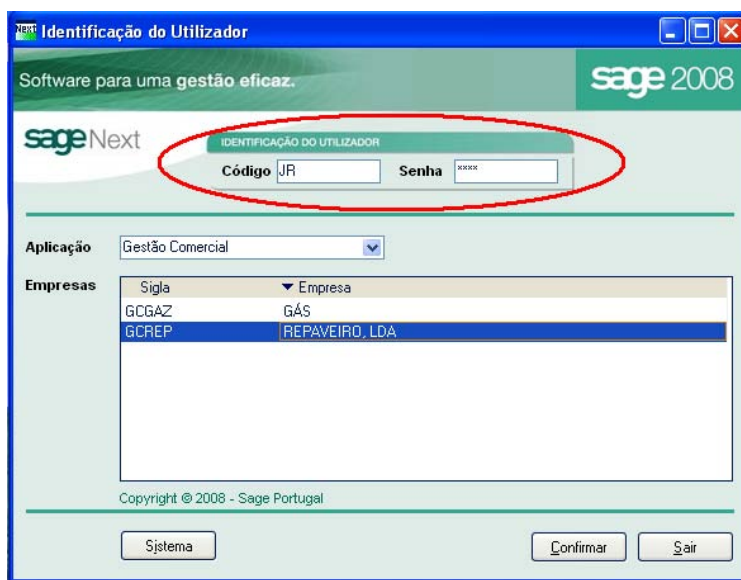 Next Identificação do Utilizador
Software para uma gestão eficaz.
sage 2008
sage Next
IDENTIFICAÇÃO DO UTILIZADOR
Código JR Senha ****
Aplicação Gestão Comercial
Empresas Sigla Empresa
GCGAZ GÁS
GCREP REPAVEIRO, LDA
Copyright © 2008 - Sage Portugal
Sistema Confirmar Sair